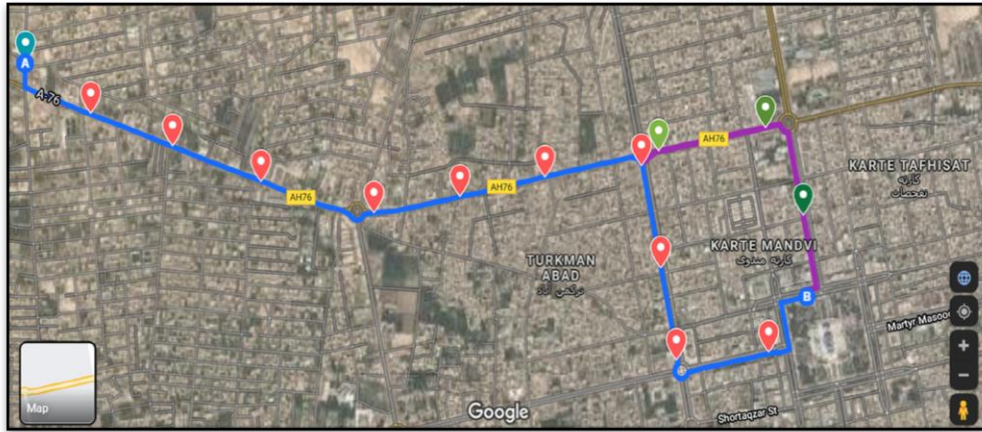 A
A-76
AH76
AH76
AH76
KARTE TAFHISAT
کارته
تفحصات
KARTE MANDVI
کارته مندوی
TURKMAN
ABAD
ترکمن آباد
B
Martyr Masoo
Map
Google
Shortaqzar St